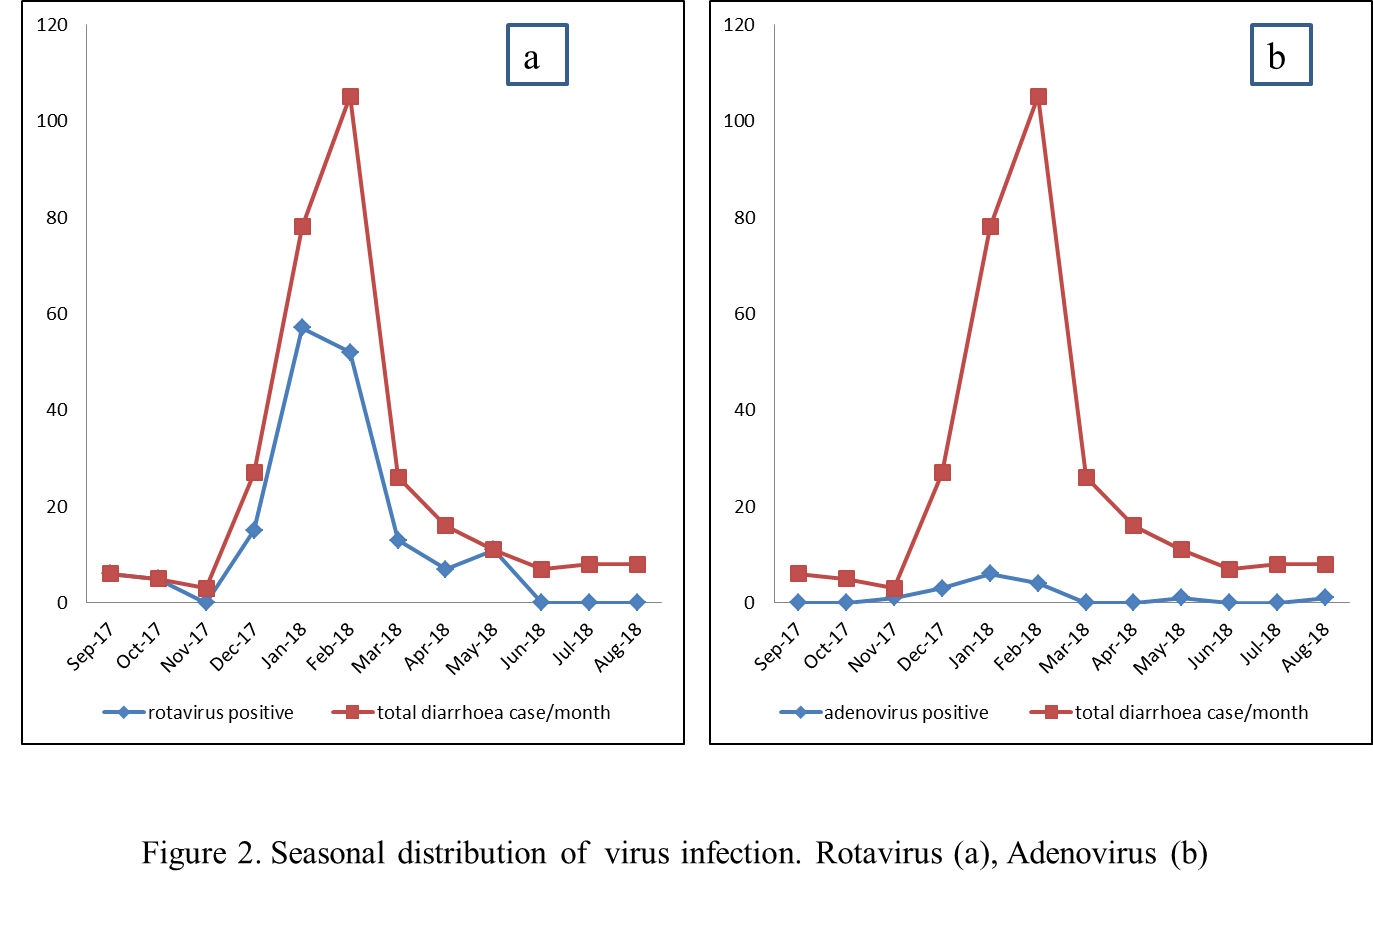 a
120
100
80
60
40
20
0
Sep-17
Oct-17
Nov-17
Dec-17
Jan-18
Feb-18
Mar-18
Apr-18
May-18
Jun-18
Jul-18
Aug-18
rotavirus positive
total diarrhoea case/month
b
120
100
80
60
40
20
0
Sep-17
Oct-17
Nov-17
Dec-17
Jan-18
Feb-18
Mar-18
Apr-18
May-18
Jun-18
Jul-18
Aug-18
adenovirus positive
total diarrhoea case/month
Figure 2. Seasonal distribution of virus infection. Rotavirus (a), Adenovirus (b)